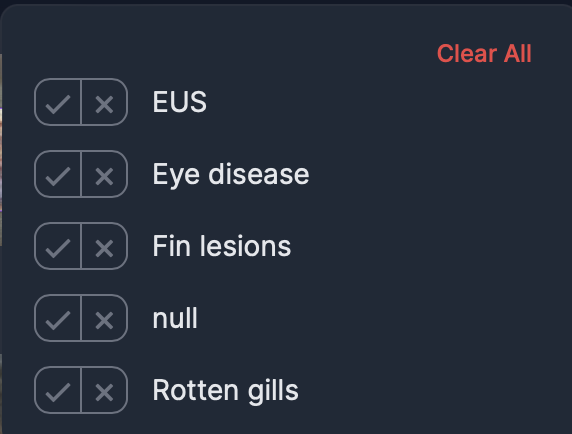 Clear All
EUS
Eye disease
Fin lesions
null
Rotten gills